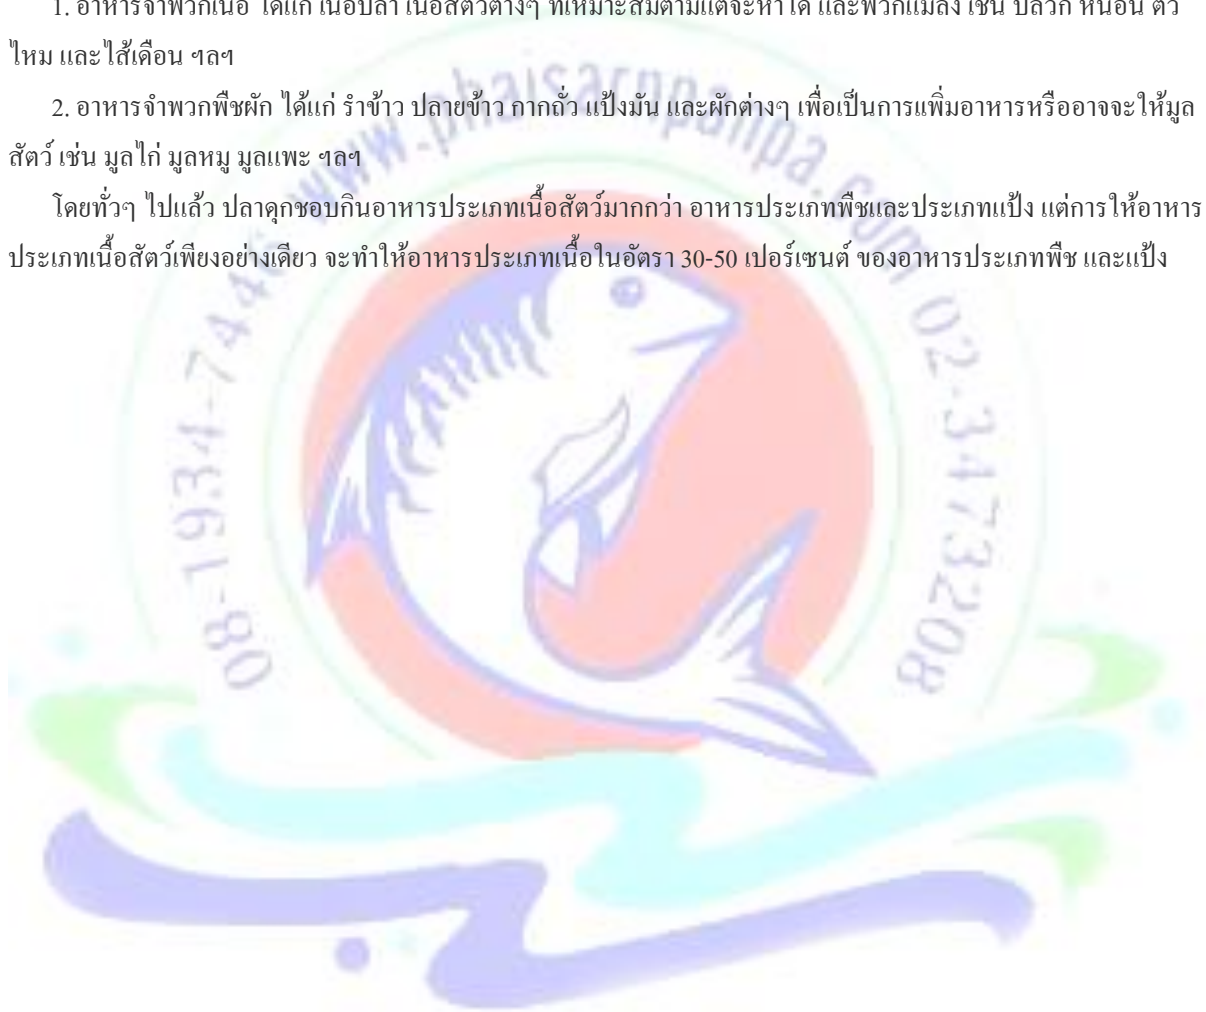 1. อาหารจำพวกเนื้อ ได้แก่ เนื้อปลา เนื้อสัตว์ต่างๆ ที่เหมาะสมตามแต่จะหาได้ และพวกแมลง เช่น ปลวก หนอน ตัว
ไหม และไส้เดือน ฯลฯ
2. อาหารจำพวกพืชผัก ได้แก่ รำข้าว ปลายข้าว กากถั่ว แป้งมัน และผักต่างๆ เพื่อเป็นการเพิ่มอาหารหรืออาจจะให้มูล
สัตว์ เช่น มูลไก่ มูลหมู มูลแพะ ฯลฯ
โดยทั่วๆ ไปแล้ว ปลาดุกชอบกินอาหารประเภทเนื้อสัตว์มากกว่า อาหารประเภทพืชและประเภทแป้ง แต่การให้อาหาร
ประเภทเนื้อสัตว์เพียงอย่างเดียว จะทำให้อาหารประเภทเนื้อในอัตรา 30-50 เปอร์เซนต์ ของอาหารประเภทพืช และแป้ง
08-1934-7446 www.phaisarnpanpa.com 02-3473208